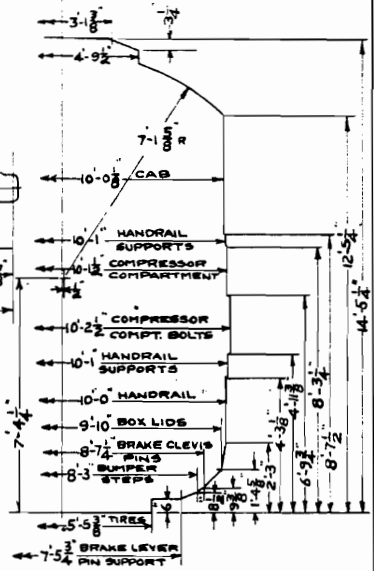 3'-1 3/8"
1 3/4"
4'-9 1/2"
7'-1 5/8" R
10'-0 1/8" CAB
10'-1" HANDRAIL
SUPPORTS
COMPRESSOR
COMPARTMENT
1/2"
10'-2 1/2" COMPRESSOR
COMPT. BOLTS
10'-1" HANDRAIL
SUPPORTS
10'-0" HANDRAIL
9'-10" BOX LIDS
8'-7 1/4" BRAKE CLEVIS
PINS
8'-3" BUMPER
STEPS
5'-5 3/8" TIRES
7'-5 3/4" BRAKE LEVER
PIN SUPPORT
7'-4 1/4"
6"
8 1/2"
9 3/8"
1'-4 5/8"
2'-3"
4'-3 1/8"
4'-11 3/8"
6'-9 3/4"
8'-3 1/4"
8'-7 1/2"
12'-5 1/4"
14'-5 1/4"